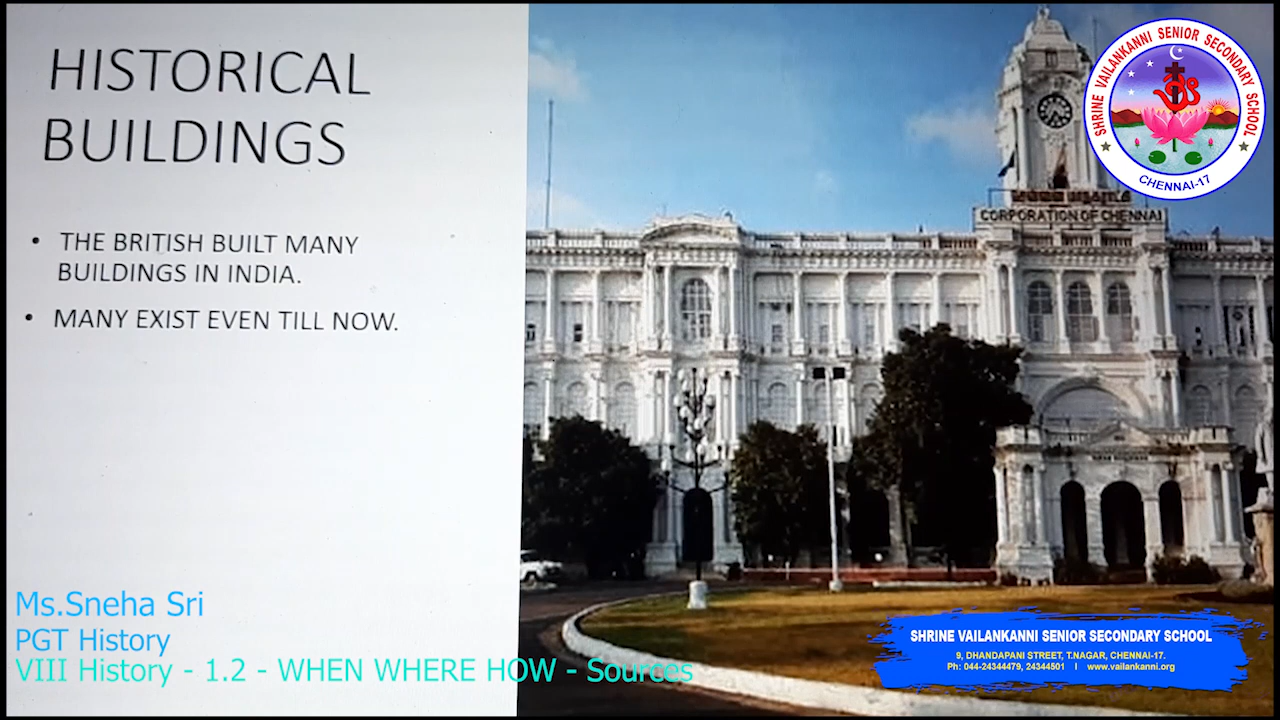 HISTORICAL
BUILDINGS
• THE BRITISH BUILT MANY
BUILDINGS IN INDIA.
• MANY EXIST EVEN TILL NOW.
CORPORATION OF CHENNAI
SHRINE VAILANKANNI SENIOR SECONDARY SCHOOL
CHENNAI-17
Ms.Sneha Sri
PGT History
VIII History - 1.2 - WHEN WHERE HOW - Sources
SHRINE VAILANKANNI SENIOR SECONDARY SCHOOL
9, DHANDAPANI STREET, T.NAGAR, CHENNAI-17.
Ph: 044-24344479, 24344501 I www.vailankanni.org